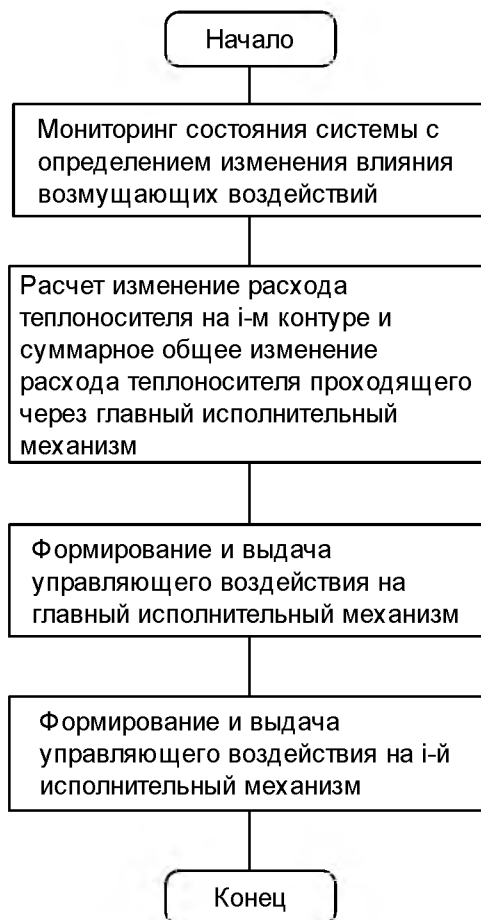 Начало
Мониторинг состояния системы с
определением изменения влияния
возмущающих воздействий
Расчет изменение расхода
теплоносителя на i-м контуре и
суммарное общее изменение
расхода теплоносителя проходящего
через главный исполнительный
механизм
Формирование и выдача
управляющего воздействия на
главный исполнительный механизм
Формирование и выдача
управляющего воздействия на i-й
исполнительный механизм
Конец